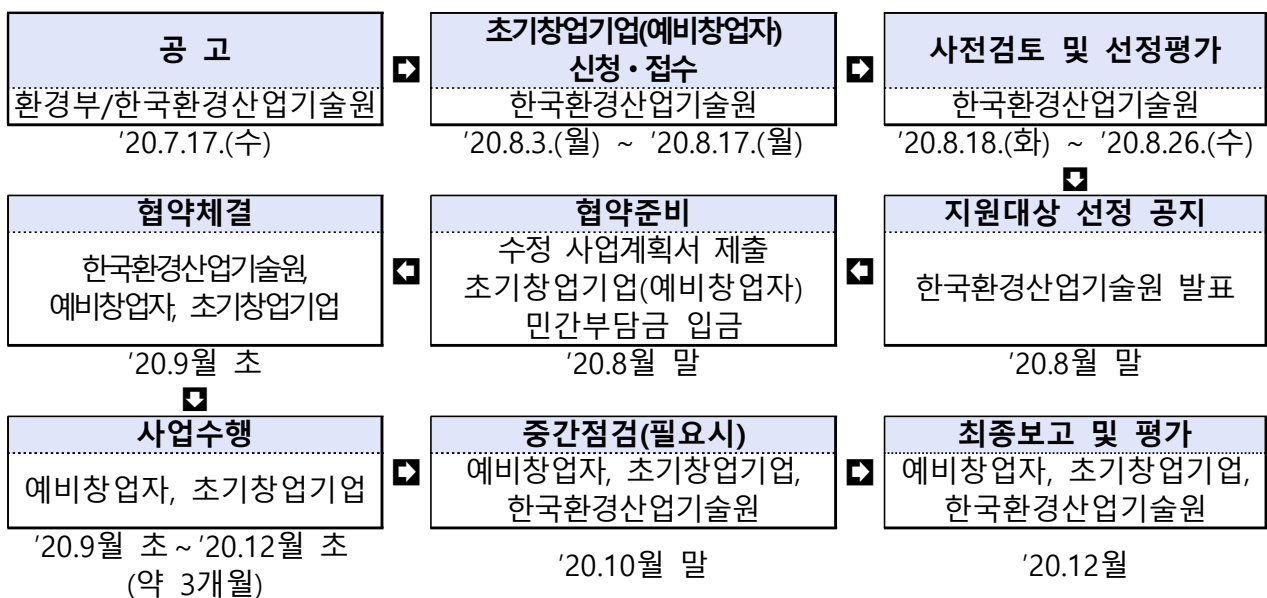 공 고
환경부/한국환경산업기술원
'20.7.17.(수)
초기창업기업(예비창업자)
신청・접수
한국환경산업기술원
'20.8.3.(월) ~ '20.8.17.(월)
사전검토 및 선정평가
한국환경산업기술원
'20.8.18.(화) ~ '20.8.26.(수)
지원대상 선정 공지
한국환경산업기술원 발표
'20.8월 말
협약준비
수정 사업계획서 제출
초기창업기업(예비창업자)
민간부담금 입금
'20.8월 말
협약체결
한국환경산업기술원,
예비창업자, 초기창업기업
'20.9월 초
사업수행
예비창업자, 초기창업기업
'20.9월 초 ~ '20.12월 초
(약 3개월)
중간점검(필요시)
예비창업자, 초기창업기업,
한국환경산업기술원
'20.10월 말
최종보고 및 평가
예비창업자, 초기창업기업,
한국환경산업기술원
'20.12월